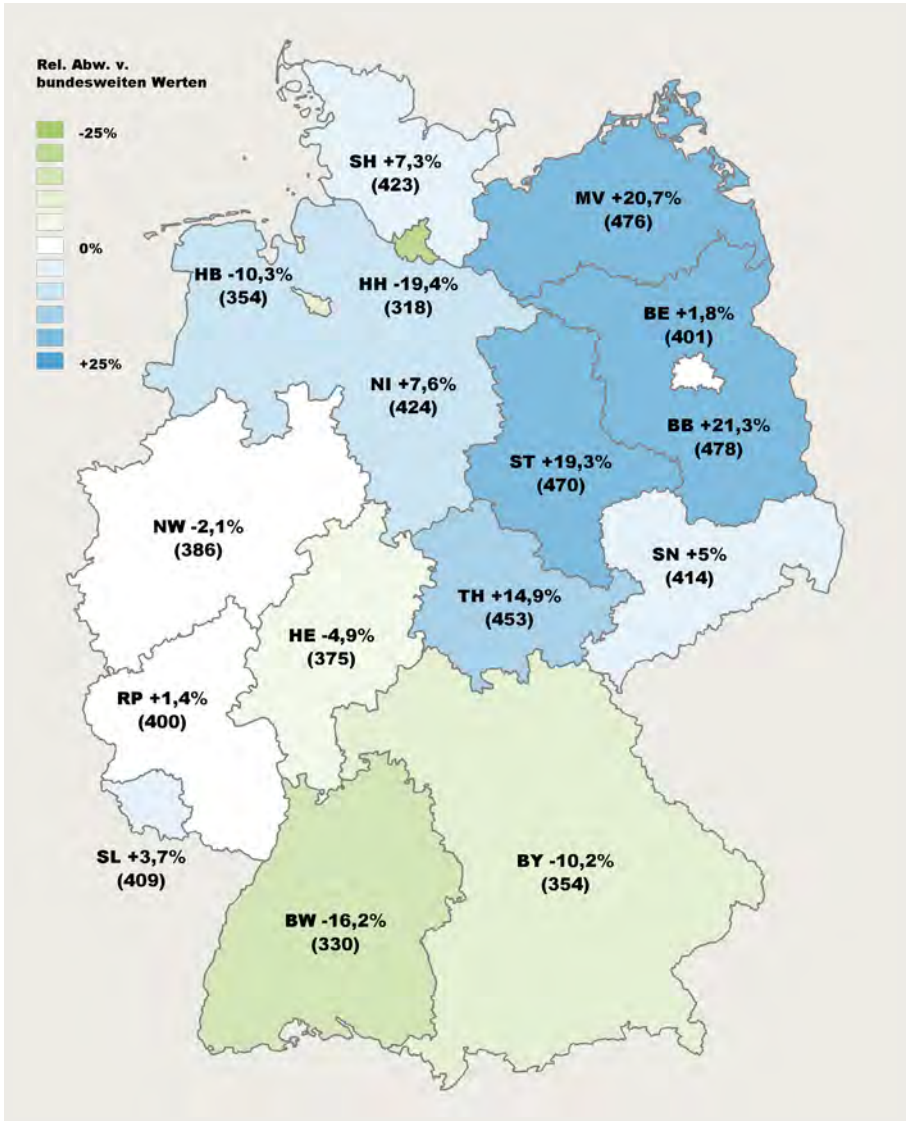 Rel. Abw. v.
bundesweiten Werten
-25%
0%
+25%
SH +7,3%
(423)
MV +20,7%
(476)
HB -10,3%
(354)
HH -19,4%
(318)
BE +1,8%
(401)
NI +7,6%
(424)
BB +21,3%
(478)
ST +19,3%
(470)
NW -2,1%
(386)
SN +5%
(414)
TH +14,9%
(453)
HE -4,9%
(375)
RP +1,4%
(400)
SL +3,7%
(409)
BY -10,2%
(354)
BW -16,2%
(330)